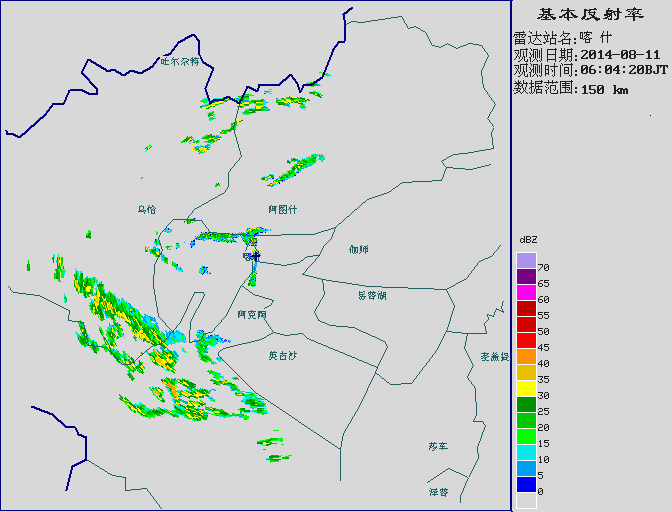 基本反射率
雷达站名:喀 什
观测日期:2014-08-11
观测时间:06:04:20BJT
数据范围:150 km
吐尔尕特
乌恰
阿图什
伽师
岳普湖
阿克陶
英吉沙
麦盖提
莎车
泽普
dBZ
70
65
60
55
50
45
40
35
30
25
20
15
10
5
0